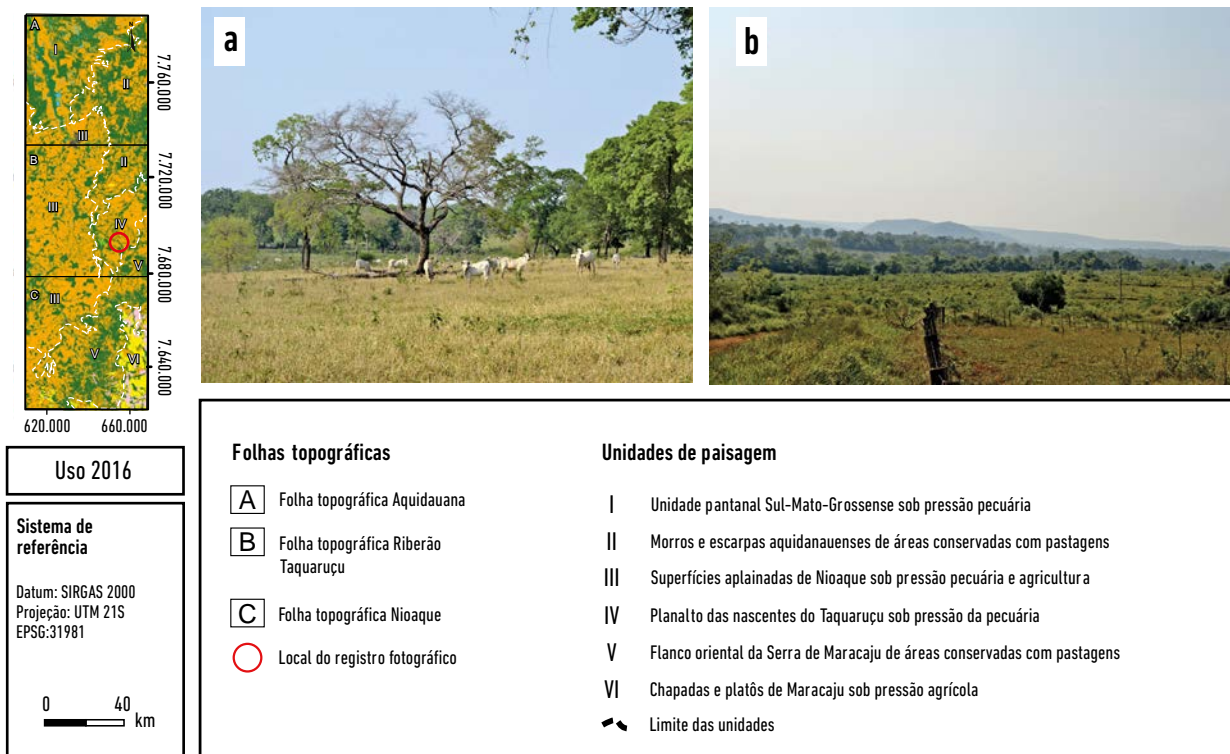 A
N
I
II
III
B
II
III
IV
V
C
III
V
VI
7.760.000
7.720.000
7.680.000
7.640.000
620.000 660.000
a
b
Uso 2016
Sistema de
referência
Datum: SIRGAS 2000
Projeção: UTM 21S
EPSG:31981
0 40
km
Folhas topográficas
A Folha topográfica Aquidauana
B Folha topográfica Riberão
Taquaruçu
C Folha topográfica Nioaque
Local do registro fotográfico
Unidades de paisagem
I Unidade pantanal Sul-Mato-Grossense sob pressão pecuária
II Morros e escarpas aquidanauenses de áreas conservadas com pastagens
III Superfícies aplainadas de Nioaque sob pressão pecuária e agricultura
IV Planalto das nascentes do Taquaruçu sob pressão da pecuária
V Flanco oriental da Serra de Maracaju de áreas conservadas com pastagens
VI Chapadas e platôs de Maracaju sob pressão agrícola
Limite das unidades